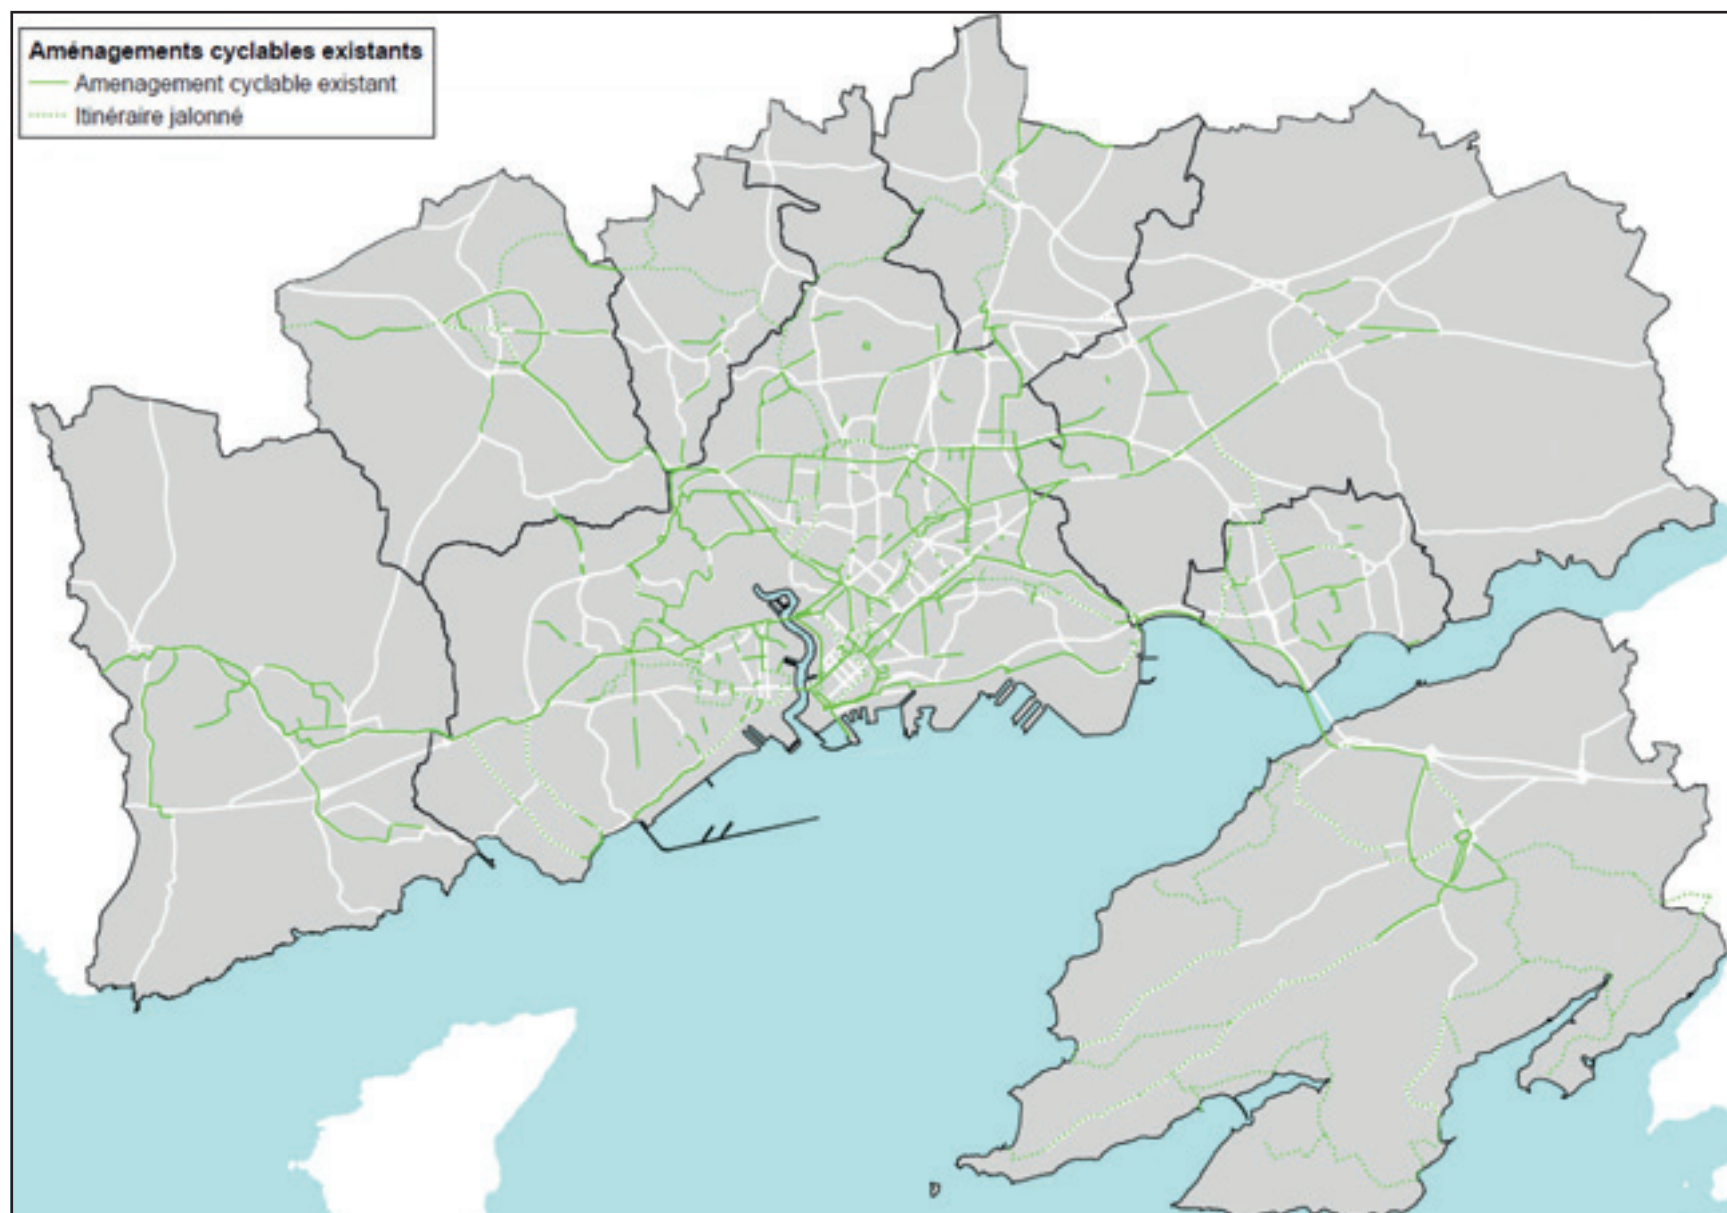 Aménagements cyclables existants
Amenagement cyclable existant
Itinéraire jalonné